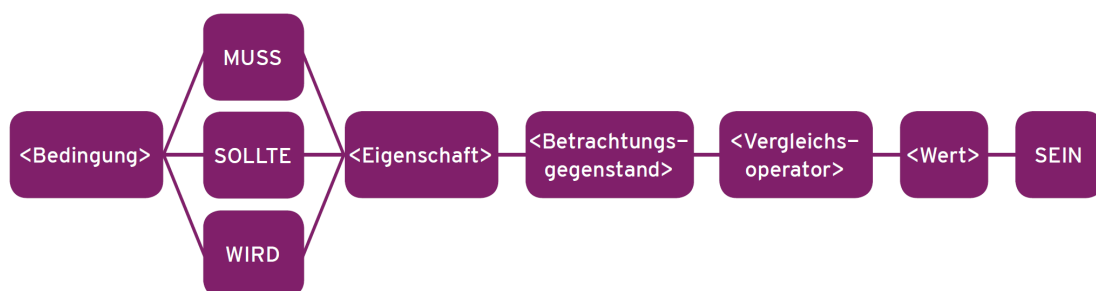 <Bedingung>
MUSS
SOLLTE
WIRD
<Eigenschaft>
<Betrachtungs–
gegenstand>
<Vergleichs–
operator>
<Wert>
SEIN